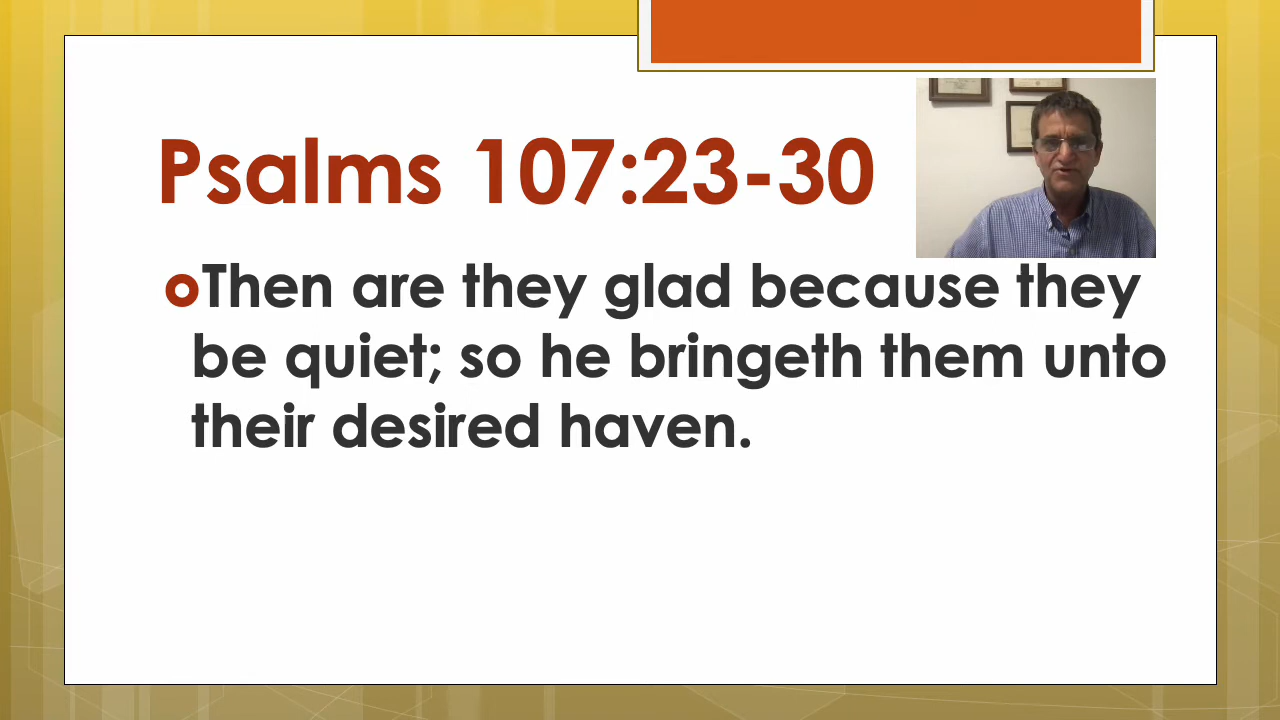 Psalms 107:23-30
Then are they glad because they
be quiet; so he bringeth them unto
their desired haven.